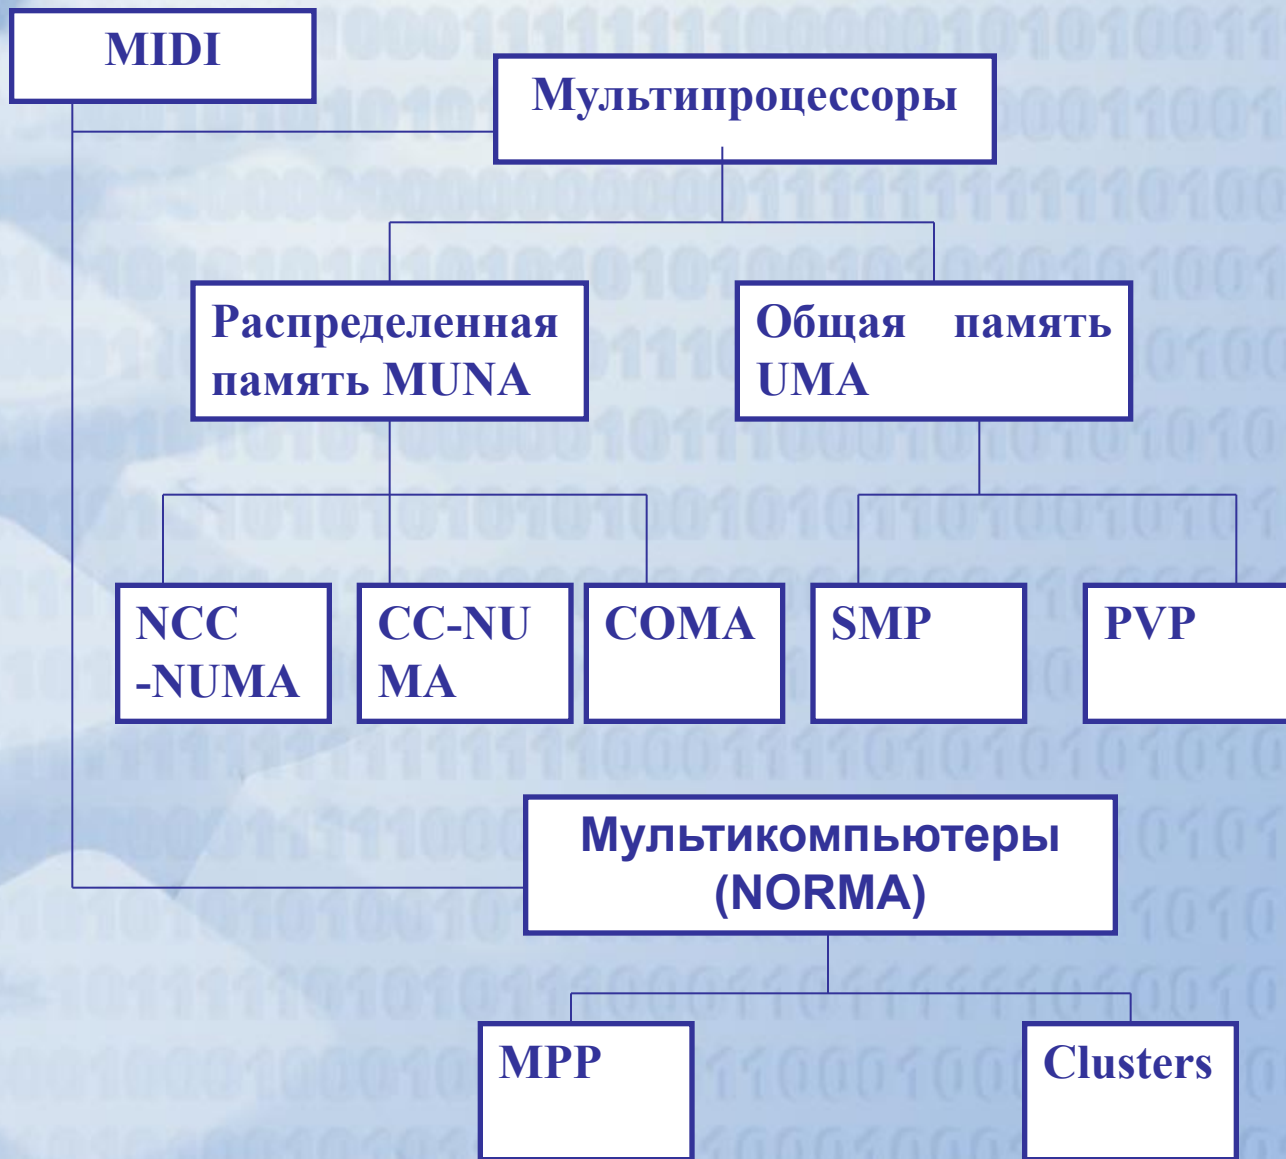 MIDI
Мультипроцессоры
Распределенная
память MUNA
Общая память
UMA
NCC
-NUMA
CC-NU
MA
COMA
SMP
PVP
Мультикомпьютеры
(NORMA)
MPP
Clusters